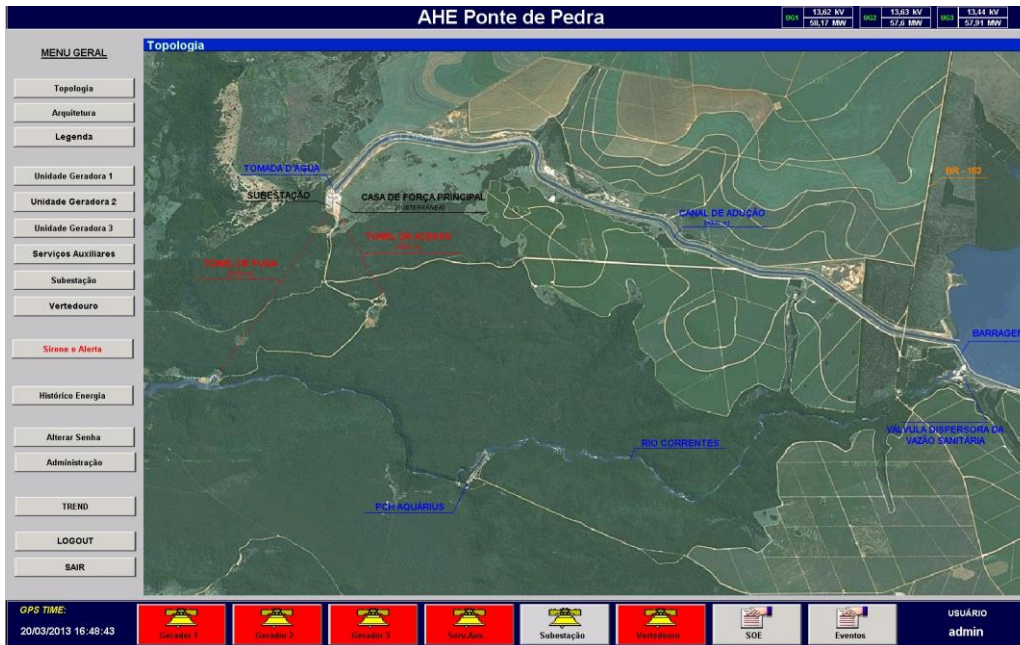 AHE Ponte de Pedra
UG1 13,62 kV 58,17 MW
UG2 13,63 kV 57,6 MW
UG3 13,44 kV 57,91 MW
MENU GERAL
Topologia
Arquitetura
Legenda
Unidade Geradora 1
Unidade Geradora 2
Unidade Geradora 3
Serviços Auxiliares
Subestação
Vertedouro
Sirene e Alerta
Histórico Energia
Alterar Senha
Administração
TREND
LOGOUT
SAIR
Topologia
TOMADA D'AGUA
SUBESTAÇÃO
CASA DE FORÇA PRINCIPAL
(SUBTERRÂNEA)
BR - 163
CANAL DE ADUÇÃO
TUNEL DE ACESSO
TUNEL DE FUGA
BARRAGEM
VÁLVULA DISPERSORA DA
VAZÃO SANITÁRIA
RIO CORRENTES
PCH AQUÁRIUS
GPS TIME:
20/03/2013 16:48:43
Gerador 1
Gerador 2
Gerador 3
Serv.Aux.
Subestação
Vertedouro
SOE
Eventos
USUÁRIO
admin